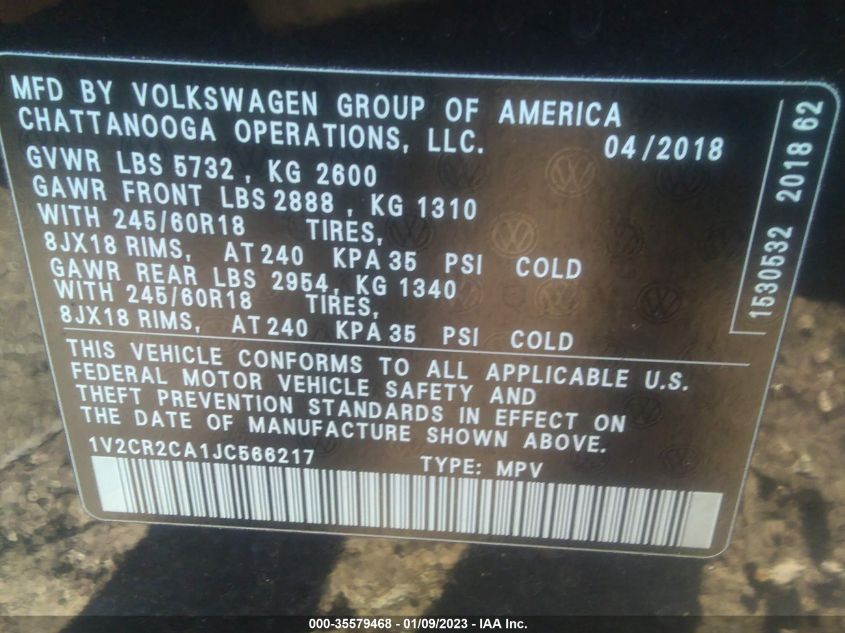 MFD BY VOLKSWAGEN GROUP OF AMERICA
CHATTANOOGA OPERATIONS, LLC. 04/2018
GVWR LBS 5732, KG 2600
GAWR FRONT LBS 2888, KG 1310
WITH 245/60R18 TIRES,
8JX18 RIMS, AT 240 KPA 35 PSI COLD
GAWR REAR LBS 2954, KG 1340
WITH 245/60R18 TIRES,
8JX18 RIMS, AT 240 KPA 35 PSI COLD
THIS VEHICLE CONFORMS TO ALL APPLICABLE U.S.
FEDERAL MOTOR VEHICLE SAFETY AND
THEFT PREVENTION STANDARDS IN EFFECT ON
THE DATE OF MANUFACTURE SHOWN ABOVE.
1V2CR2CA1JC566217 TYPE: MPV
1530532 2018 62
000-35579468 - 01/09/2023 - IAA Inc.